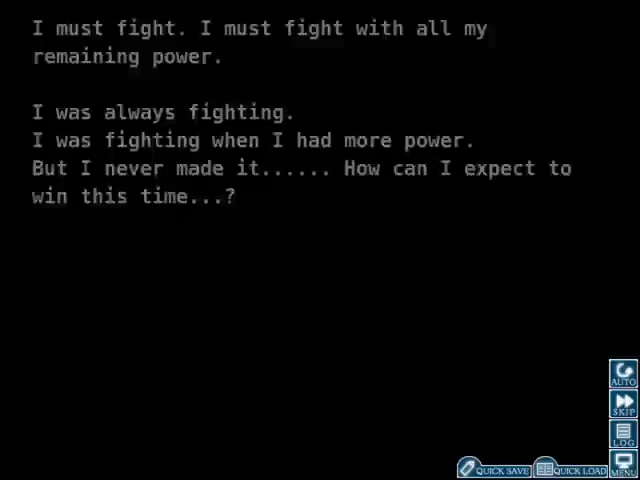 I must fight. I must fight with all my
remaining power.
I was always fighting.
I was fighting when I had more power.
But I never made it...... How can I expect to
win this time...?
AUTO
SKIP
LOG
MENU
QUICK SAVE
QUICK LOAD